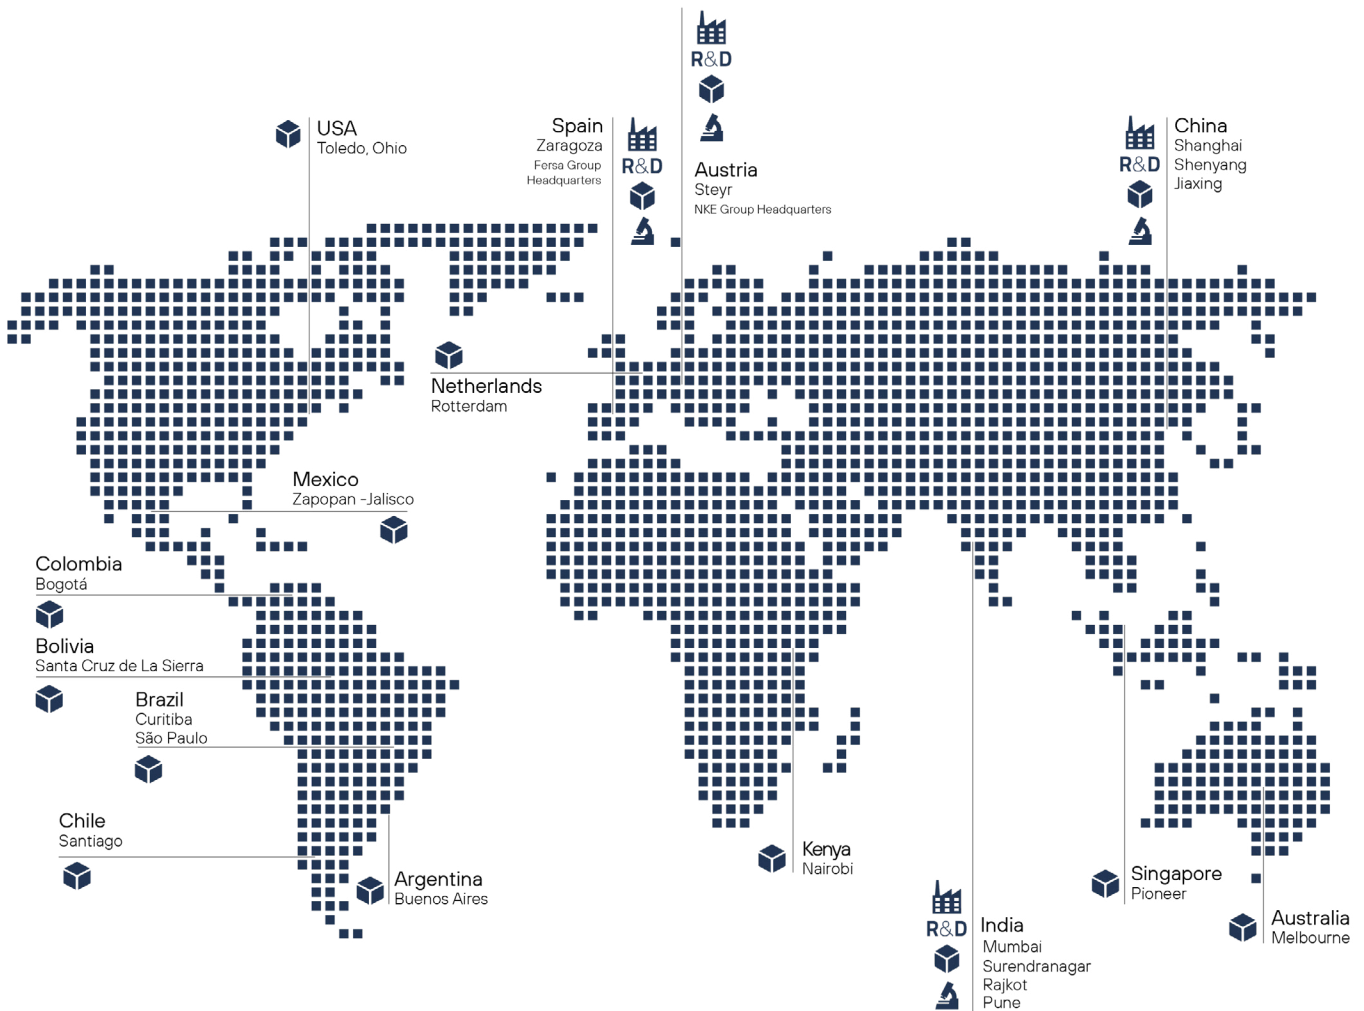 R&D
Austria
Steyr
NKE Group Headquarters
USA
Toledo, Ohio
Spain
Zaragoza
Fersa Group
Headquarters
R&D
China
Shanghai
Shenyang
Jiaxing
R&D
Netherlands
Rotterdam
Mexico
Zapopan -Jalisco
Colombia
Bogotá
Bolivia
Santa Cruz de La Sierra
Brazil
Curitiba
São Paulo
Chile
Santiago
Argentina
Buenos Aires
Kenya
Nairobi
R&D
India
Mumbai
Surendranagar
Rajkot
Pune
Singapore
Pioneer
Australia
Melbourne